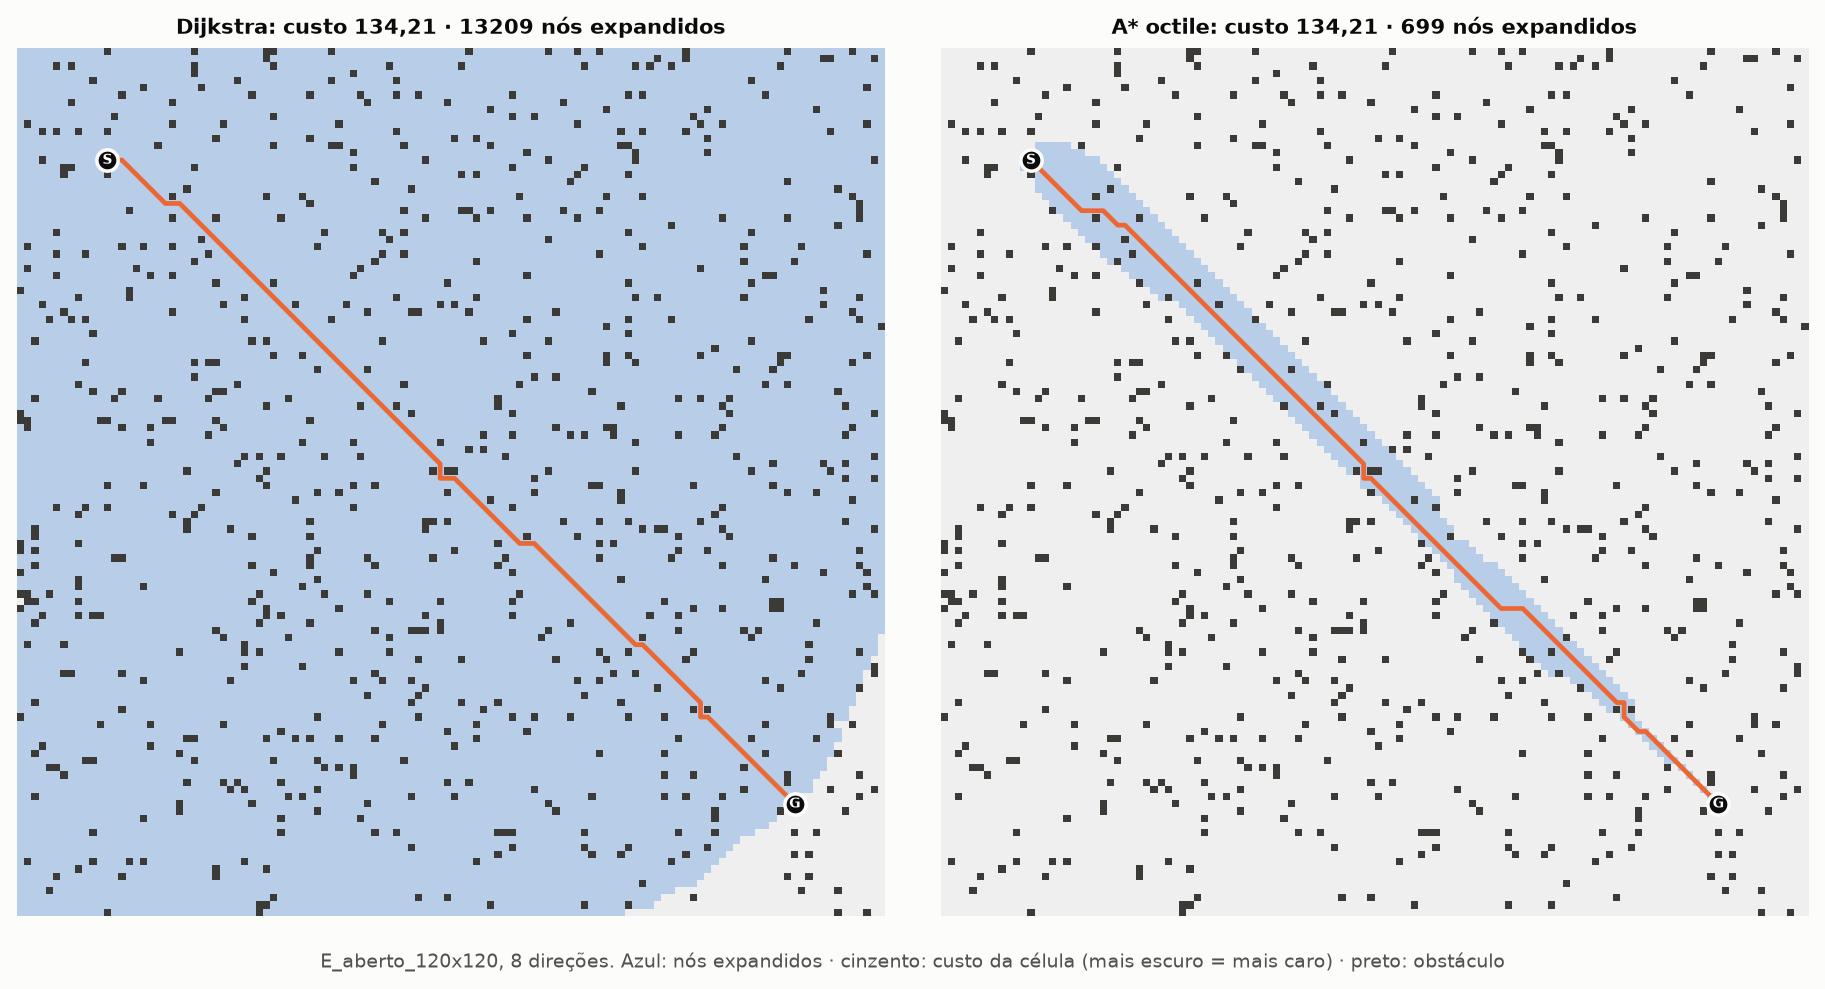 Dijkstra: custo 134,21 · 13209 nós expandidos
A* octile: custo 134,21 · 699 nós expandidos
S
S
G
G
E_aberto_120x120, 8 direções. Azul: nós expandidos · cinzento: custo da célula (mais escuro = mais caro) · preto: obstáculo